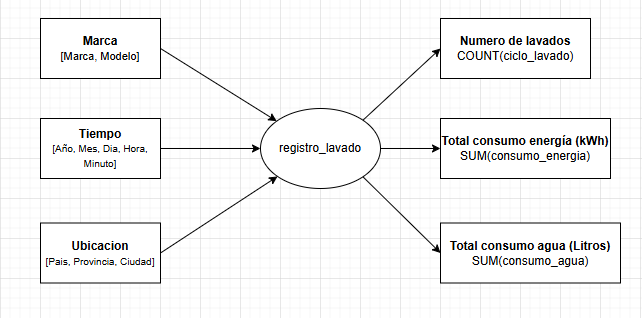 Marca
[Marca, Modelo]
Tiempo
[Año, Mes, Dia, Hora,
Minuto]
Ubicacion
[Pais, Provincia, Ciudad]
registro_lavado
Numero de lavados
COUNT(ciclo_lavado)
Total consumo energía (kWh)
SUM(consumo_energia)
Total consumo agua (Litros)
SUM(consumo_agua)